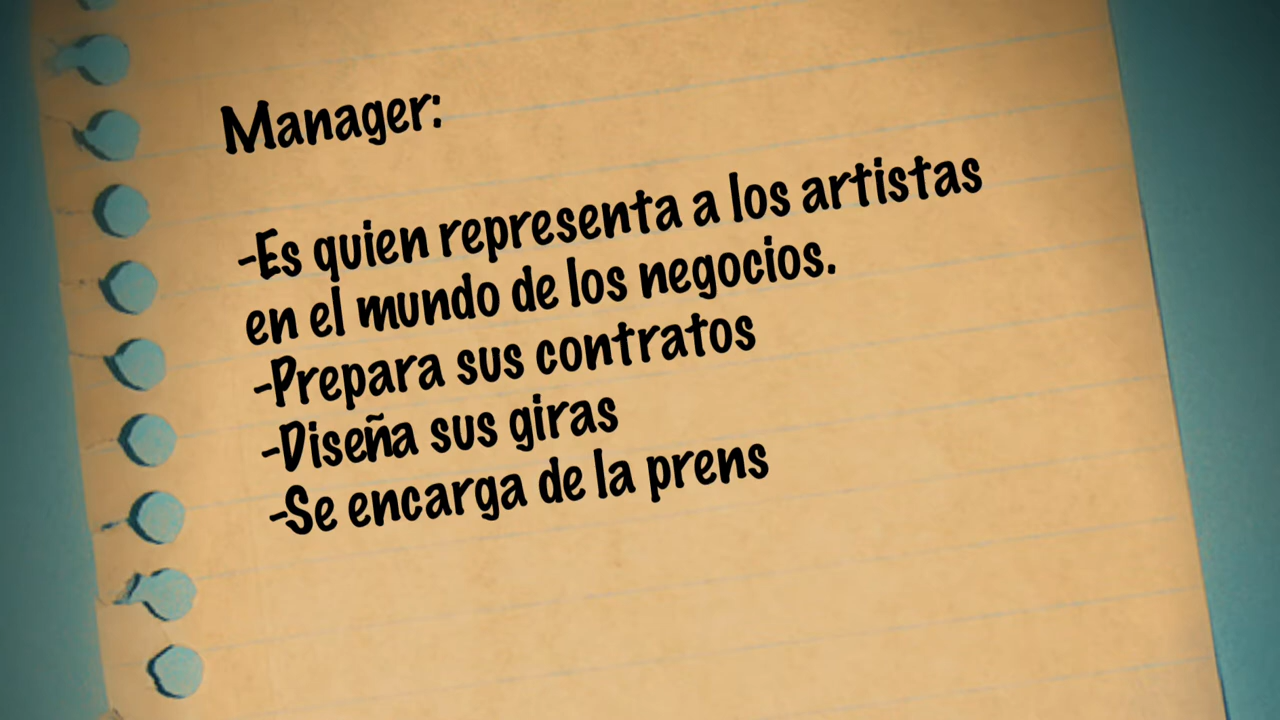 Manager:
-Es quien representa a los artistas
en el mundo de los negocios.
-Prepara sus contratos
-Diseña sus giras
-Se encarga de la prens